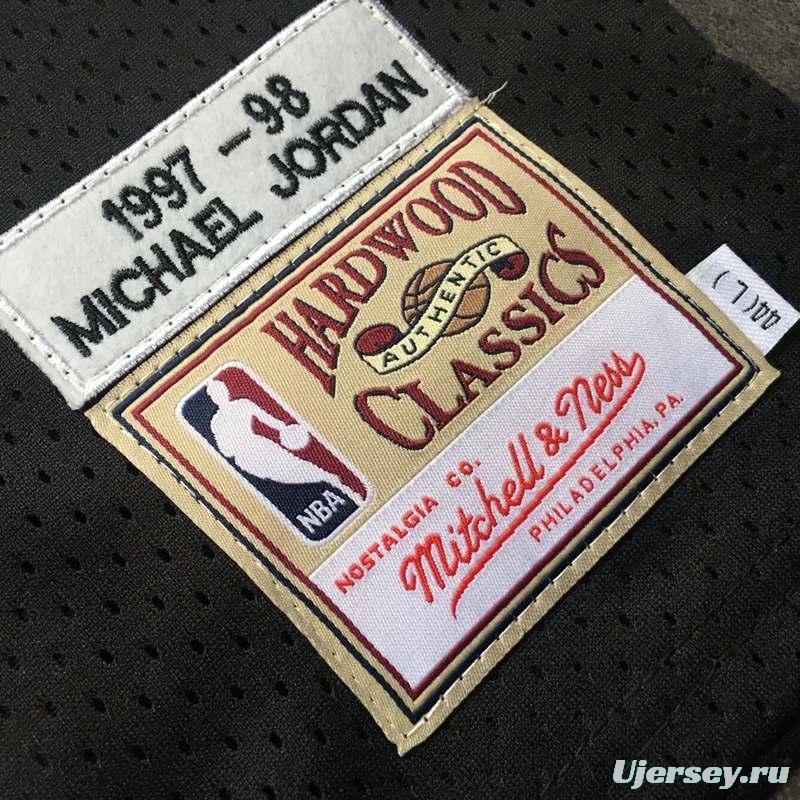 1997 - 98
MICHAEL JORDAN
HARDWOOD
AUTHENTIC
CLASSICS
NBA
NOSTALGIA CO.
Mitchell & Ness
PHILADELPHIA, PA.
44(L)
Ujersey.ru